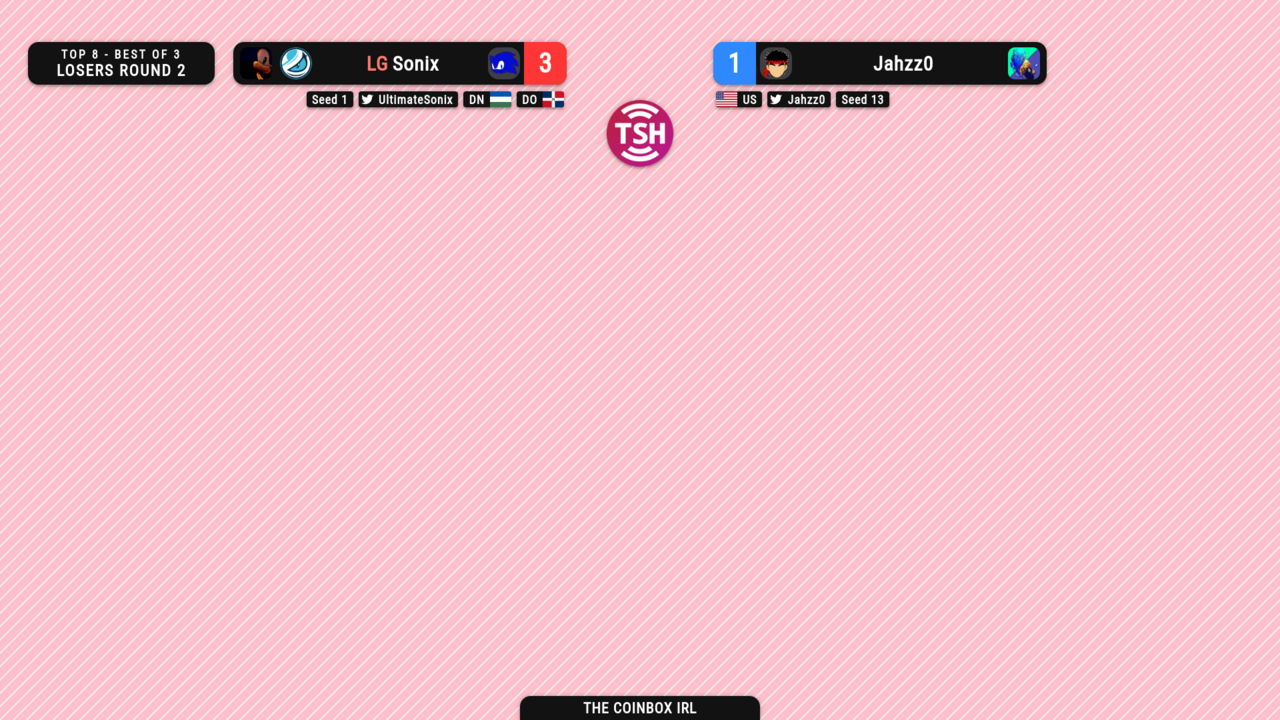 TOP 8 - BEST OF 3
LOSERS ROUND 2
LG Sonix
3
Seed 1
UltimateSonix
DN
DO
1
Jahzz0
US
Jahzz0
Seed 13
TSH
THE COINBOX IRL